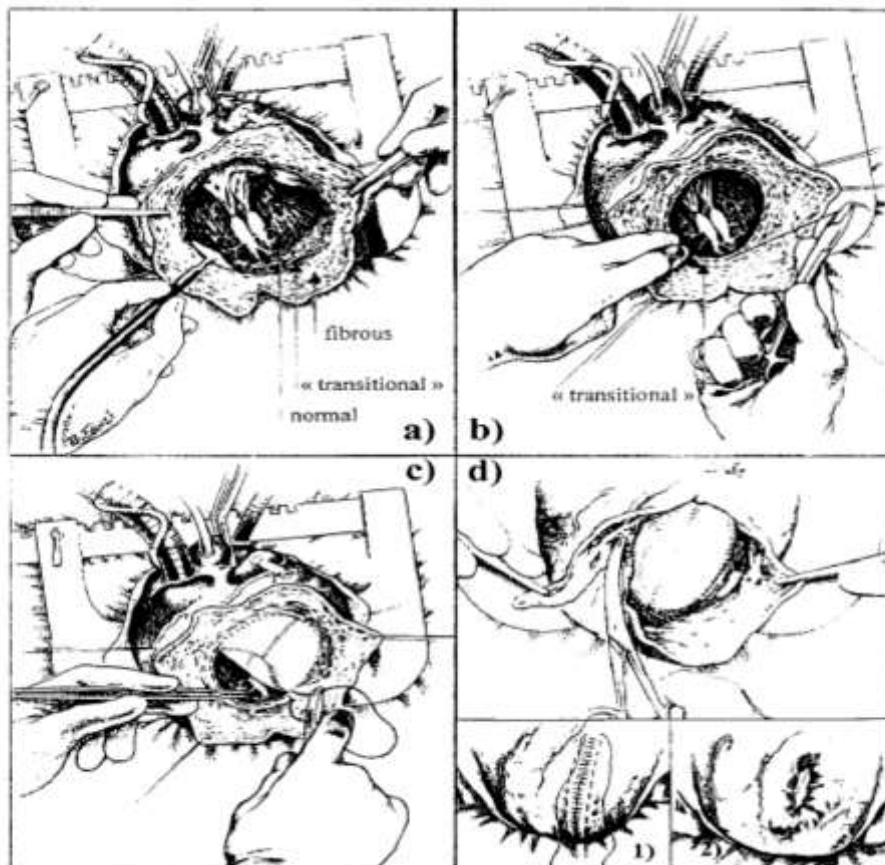 fibrous
« transitional »
normal
a)
b)
« transitional »
c)
d)
1)
2)